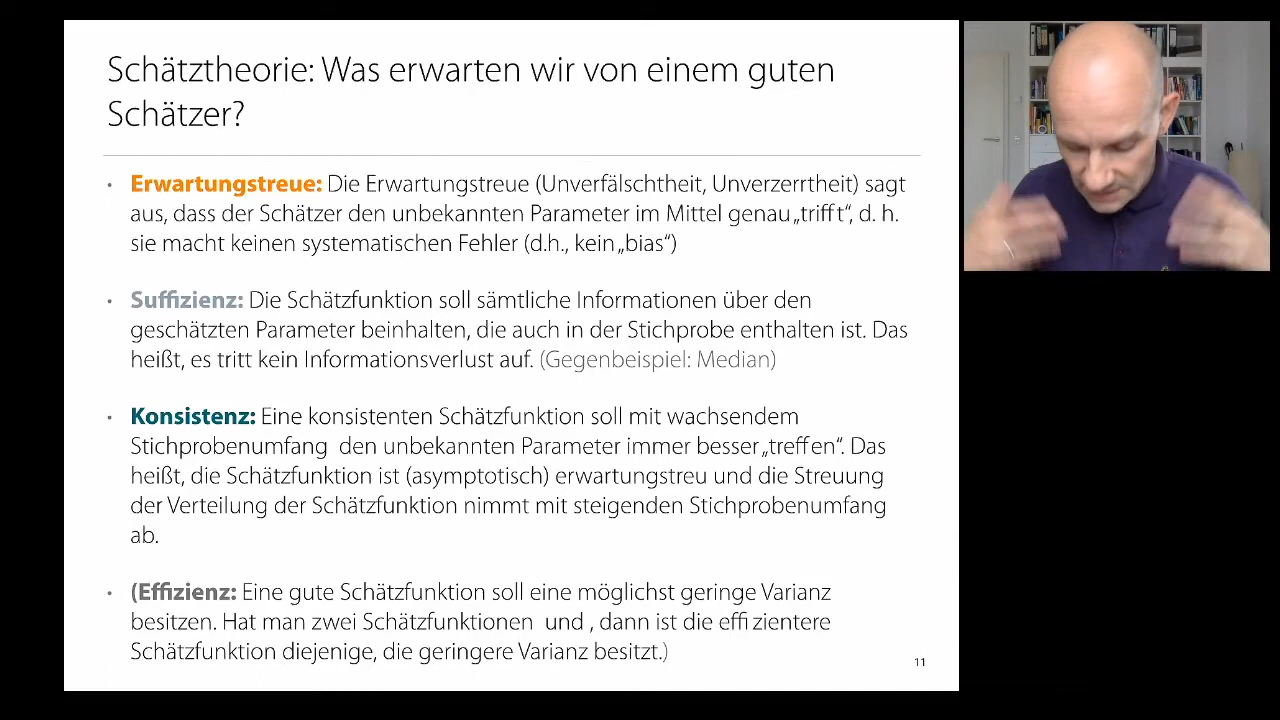 Schätztheorie: Was erwarten wir von einem guten
Schätzer?
• Erwartungstreue: Die Erwartungstreue (Unverfälschtheit, Unverzerrtheit) sagt
aus, dass der Schätzer den unbekannten Parameter im Mittel genau „trifft“, d. h.
sie macht keinen systematischen Fehler (d.h., kein „bias“)
• Suffizienz: Die Schätzfunktion soll sämtliche Informationen über den
geschätzten Parameter beinhalten, die auch in der Stichprobe enthalten ist. Das
heißt, es tritt kein Informationsverlust auf. (Gegenbeispiel: Median)
• Konsistenz: Eine konsistenten Schätzfunktion soll mit wachsendem
Stichprobenumfang den unbekannten Parameter immer besser „treffen“. Das
heißt, die Schätzfunktion ist (asymptotisch) erwartungstreu und die Streuung
der Verteilung der Schätzfunktion nimmt mit steigenden Stichprobenumfang
ab.
• (Effizienz: Eine gute Schätzfunktion soll eine möglichst geringe Varianz
besitzen. Hat man zwei Schätzfunktionen und , dann ist die effizientere
Schätzfunktion diejenige, die geringere Varianz besitzt.)
11